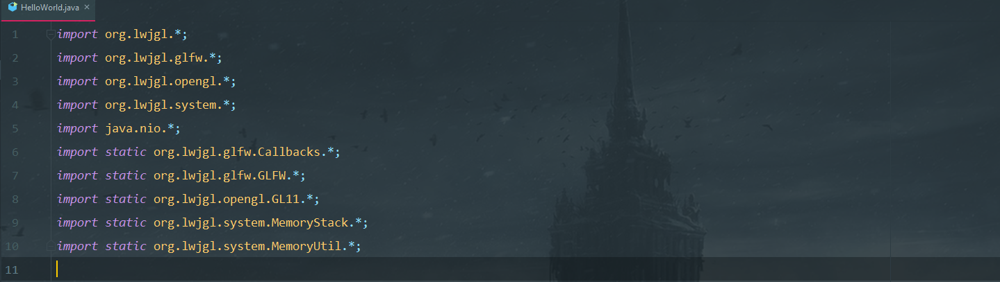 HelloWorld.java ×
1 import org.lwjgl.*;
2 import org.lwjgl.glfw.*;
3 import org.lwjgl.opengl.*;
4 import org.lwjgl.system.*;
5 import java.nio.*;
6 import static org.lwjgl.glfw.Callbacks.*;
7 import static org.lwjgl.glfw.GLFW.*;
8 import static org.lwjgl.opengl.GL11.*;
9 import static org.lwjgl.system.MemoryStack.*;
10 import static org.lwjgl.system.MemoryUtil.*;
11